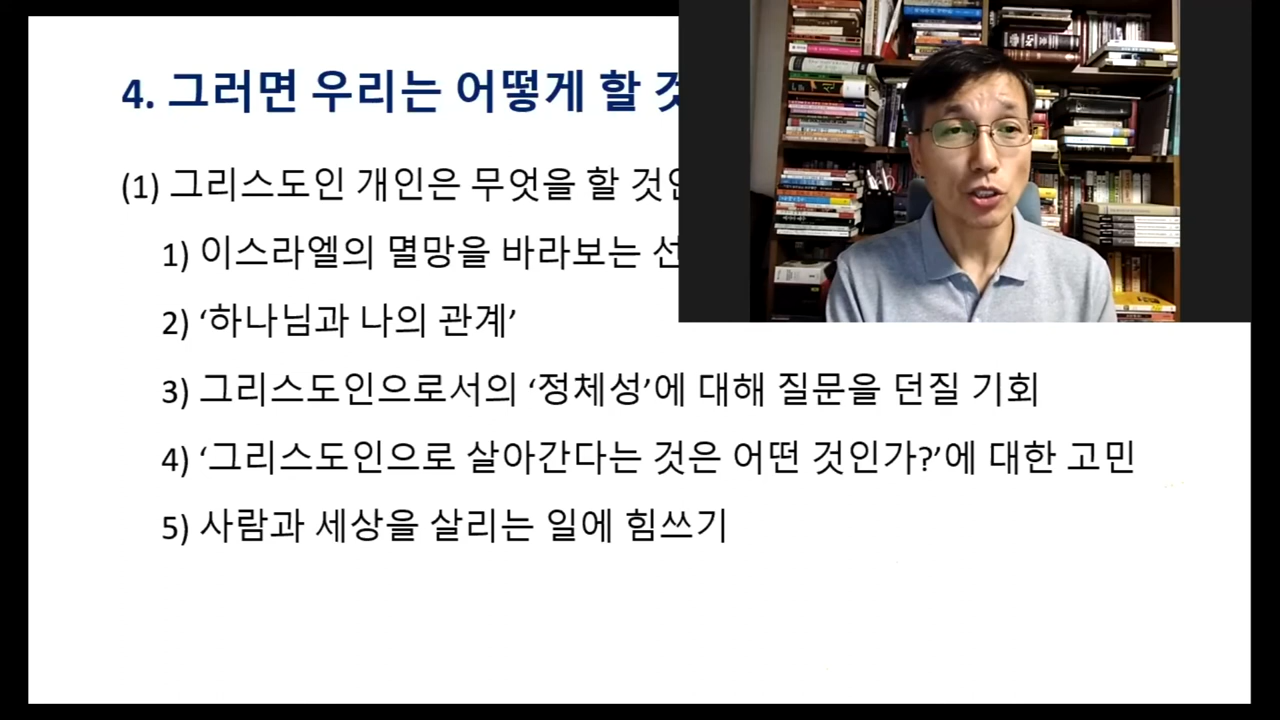 4. 그러면 우리는 어떻게 할
(1) 그리스도인 개인은 무엇을 할
1) 이스라엘의 멸망을 바라보는
2) ‘하나님과 나의 관계’
3) 그리스도인으로서의 ‘정체성’에 대해 질문을 던질 기회
4) ‘그리스도인으로 살아간다는 것은 어떤 것인가?’에 대한 고민
5) 사람과 세상을 살리는 일에 힘쓰기